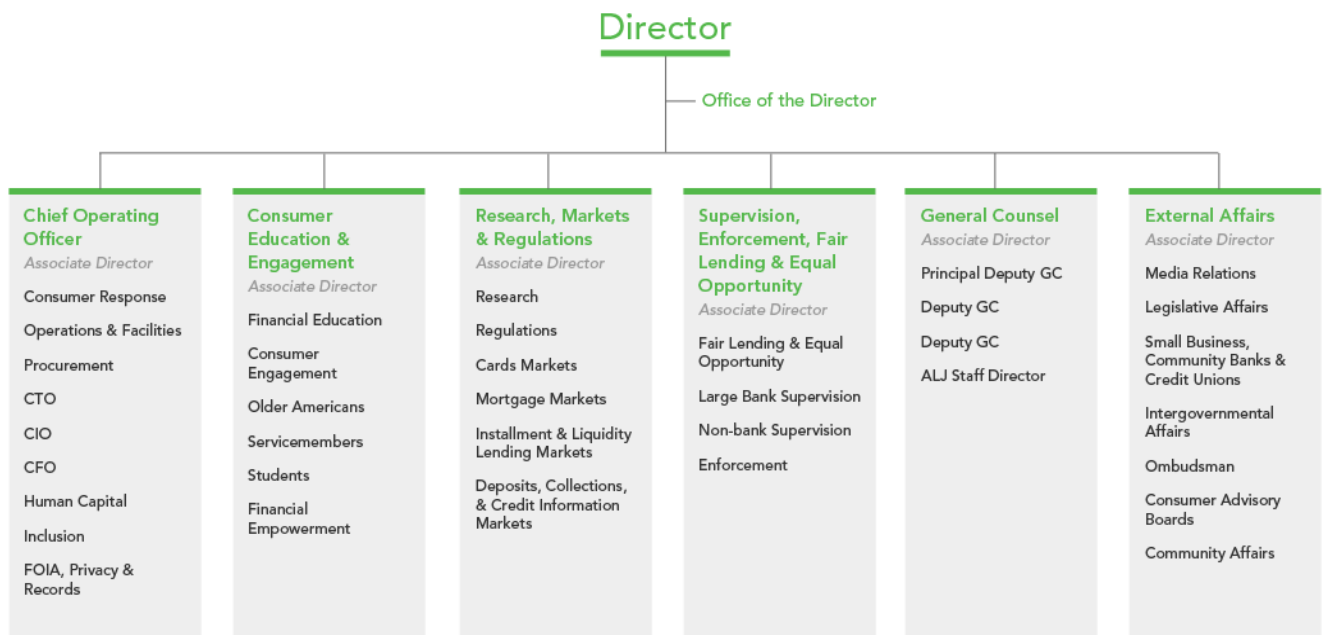 Director
Office of the Director
Chief Operating
Officer
Associate Director
Consumer Response
Operations & Facilities
Procurement
CTO
CIO
CFO
Human Capital
Inclusion
FOIA, Privacy &
Records
Consumer
Education &
Engagement
Associate Director
Financial Education
Consumer
Engagement
Older Americans
Servicemembers
Students
Financial
Empowerment
Research, Markets
& Regulations
Associate Director
Research
Regulations
Cards Markets
Mortgage Markets
Installment & Liquidity
Lending Markets
Deposits, Collections,
& Credit Information
Markets
Supervision,
Enforcement, Fair
Lending & Equal
Opportunity
Associate Director
Fair Lending & Equal
Opportunity
Large Bank Supervision
Non-bank Supervision
Enforcement
General Counsel
Associate Director
Principal Deputy GC
Deputy GC
Deputy GC
ALJ Staff Director
External Affairs
Associate Director
Media Relations
Legislative Affairs
Small Business,
Community Banks &
Credit Unions
Intergovernmental
Affairs
Ombudsman
Consumer Advisory
Boards
Community Affairs